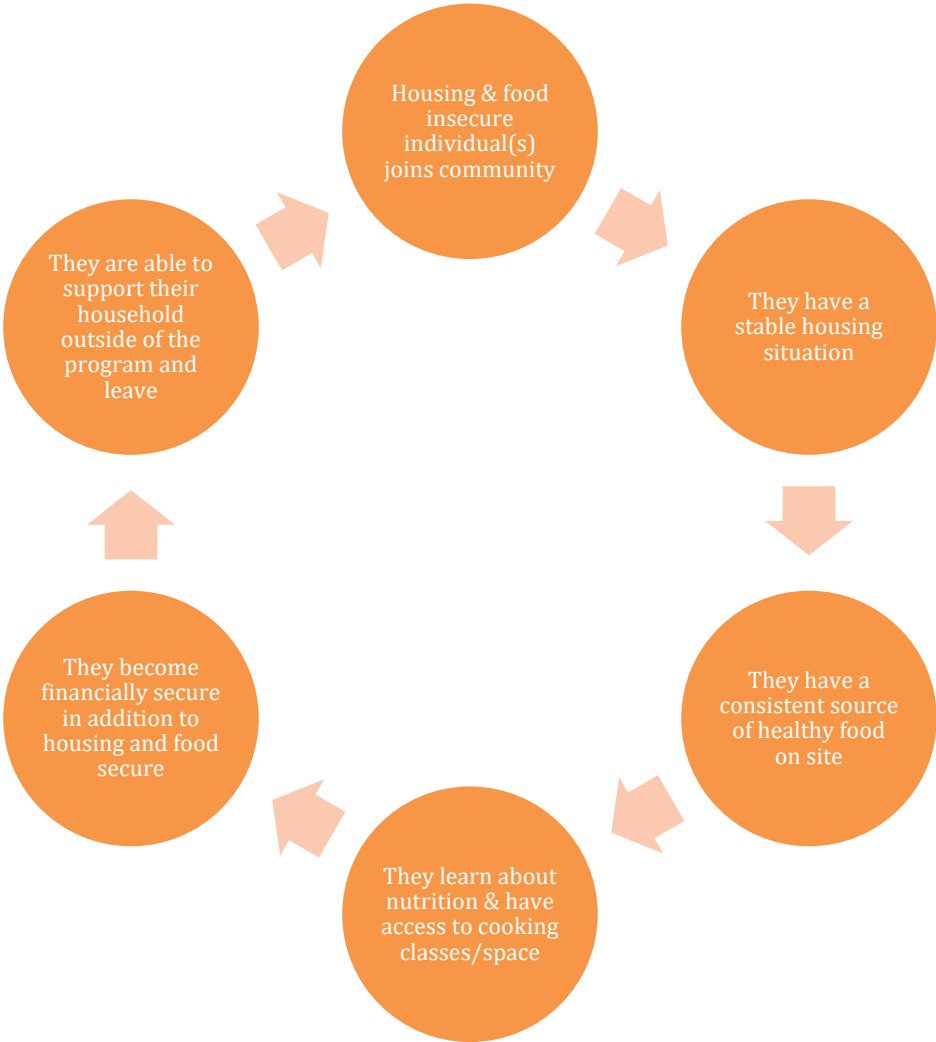 Housing & food
insecure
individual(s)
joins community
They have a
stable housing
situation
They have a
consistent source
of healthy food
on site
They learn about
nutrition & have
access to cooking
classes/space
They become
financially secure
in addition to
housing and food
secure
They are able to
support their
household
outside of the
program and
leave